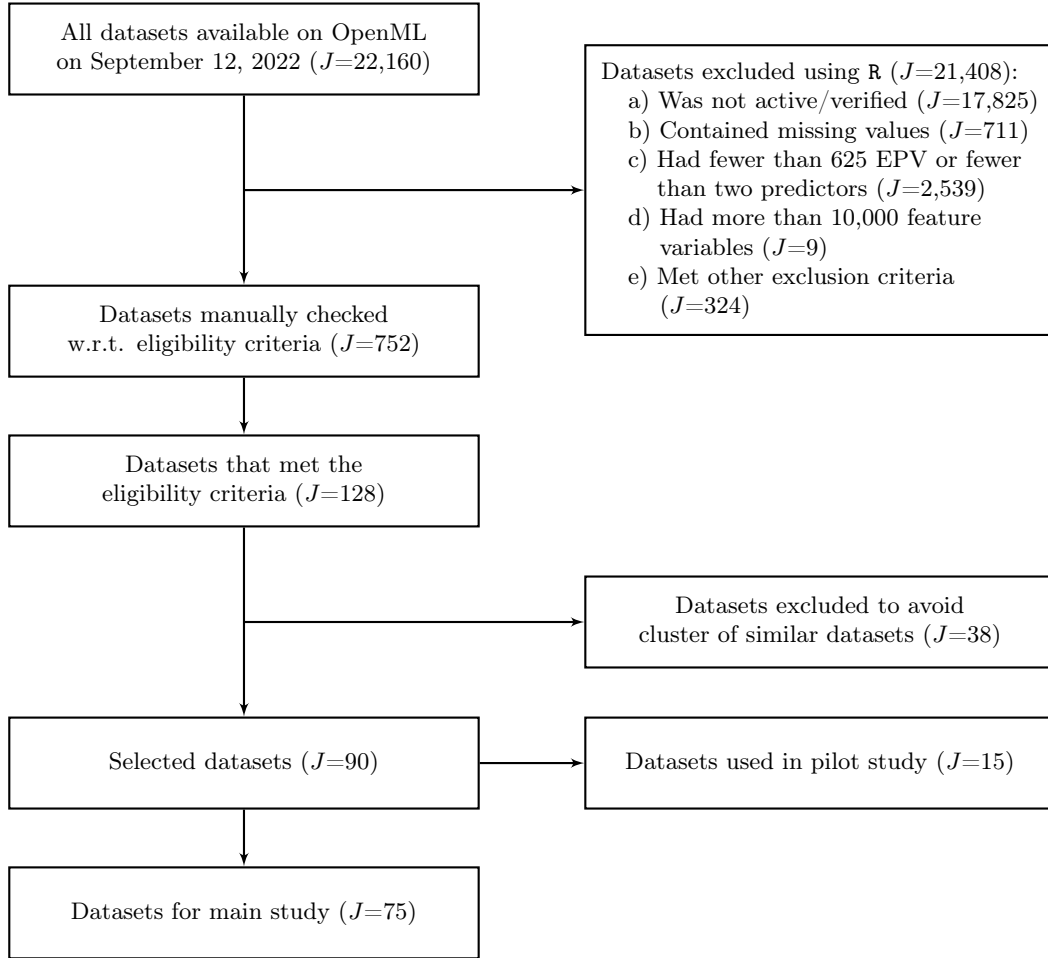 All datasets available on OpenML
on September 12, 2022 (J=22,160)
Datasets excluded using R (J=21,408):
a) Was not active/verified (J=17,825)
b) Contained missing values (J=711)
c) Had fewer than 625 EPV or fewer
than two predictors (J=2,539)
d) Had more than 10,000 feature
variables (J=9)
e) Met other exclusion criteria
(J=324)
Datasets manually checked
w.r.t. eligibility criteria (J=752)
Datasets that met the
eligibility criteria (J=128)
Datasets excluded to avoid
cluster of similar datasets (J=38)
Selected datasets (J=90)
Datasets used in pilot study (J=15)
Datasets for main study (J=75)